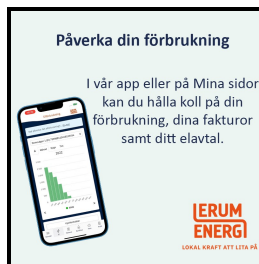 Påverka din förbrukning
I vår app eller på Mina sidor
kan du hålla koll på din
förbrukning, dina fakturor
samt ditt elavtal.
LERUM
ENERGI
LOKAL KRAFT ATT LITA PÅ